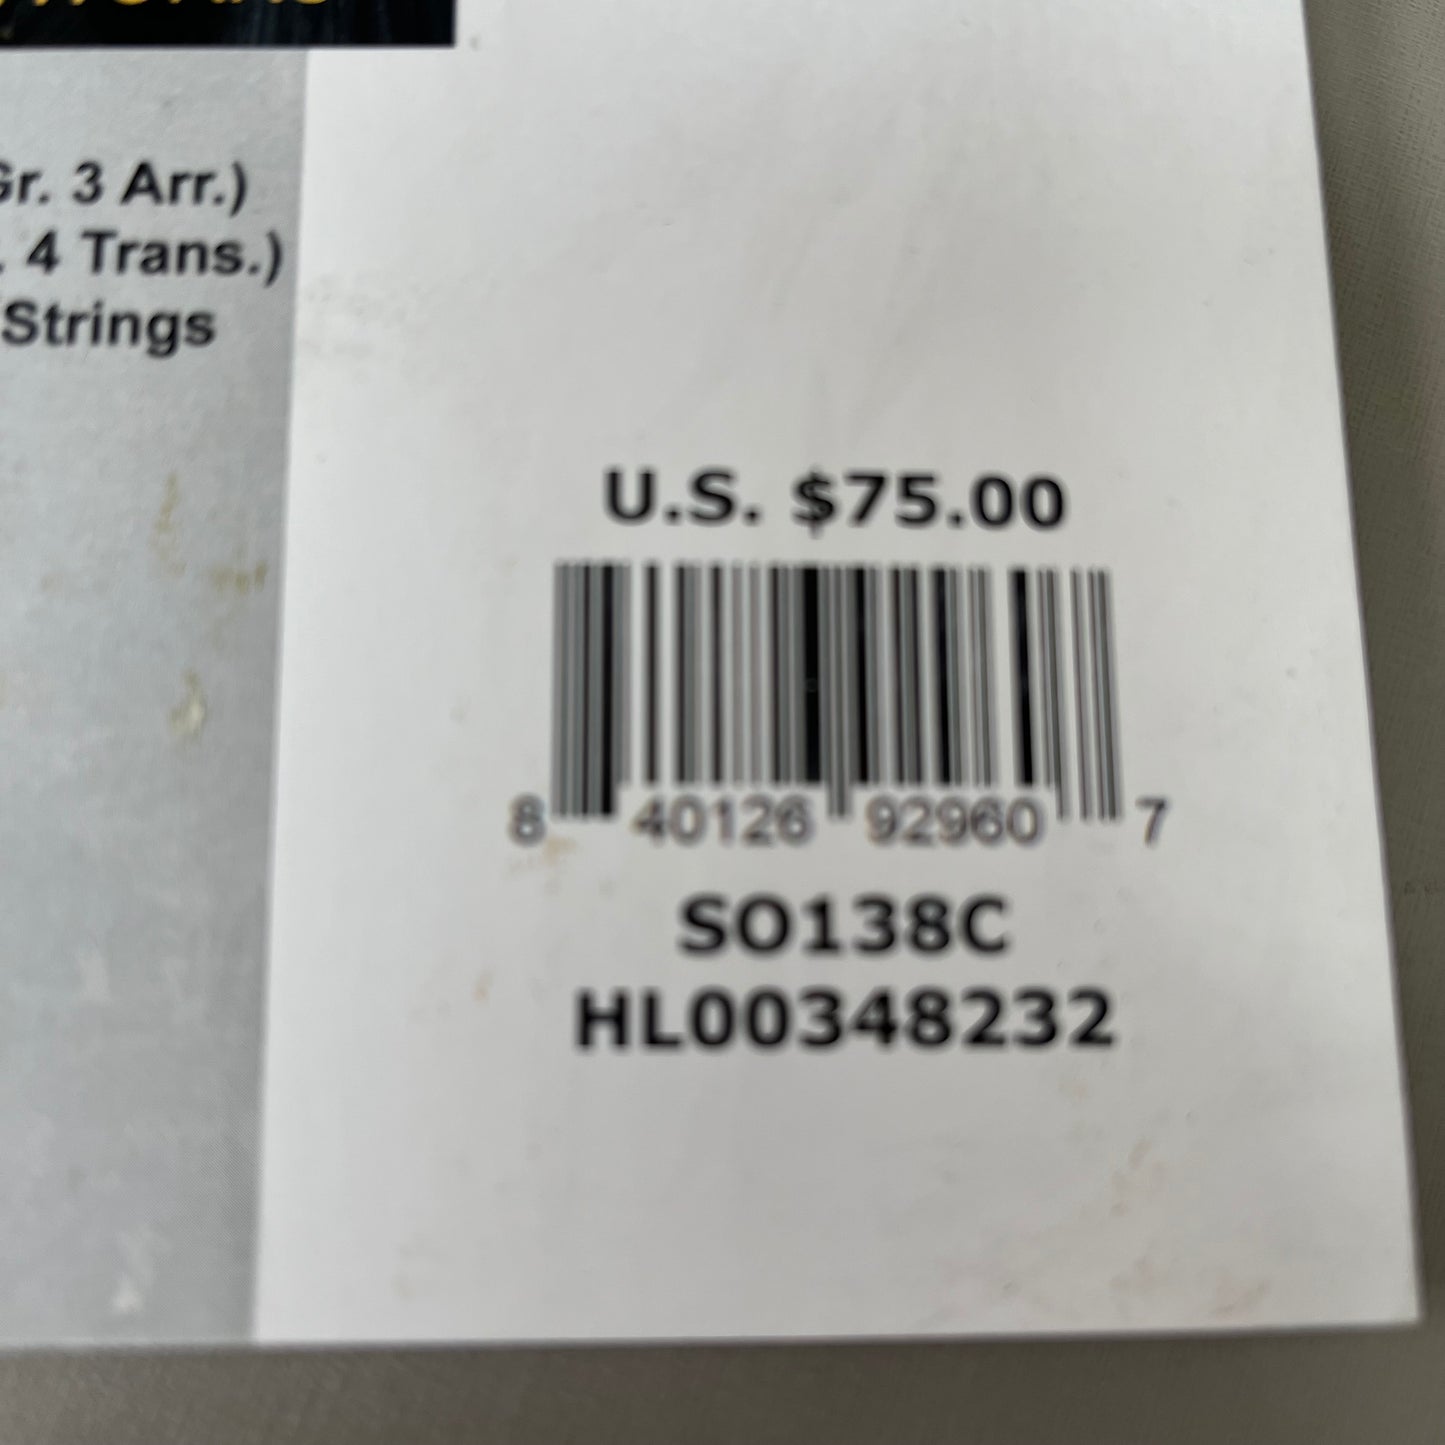 Gr. 3 Arr.)
. 4 Trans.)
Strings
U.S. $75.00
8 40126 92960 7
SO138C
HL00348232